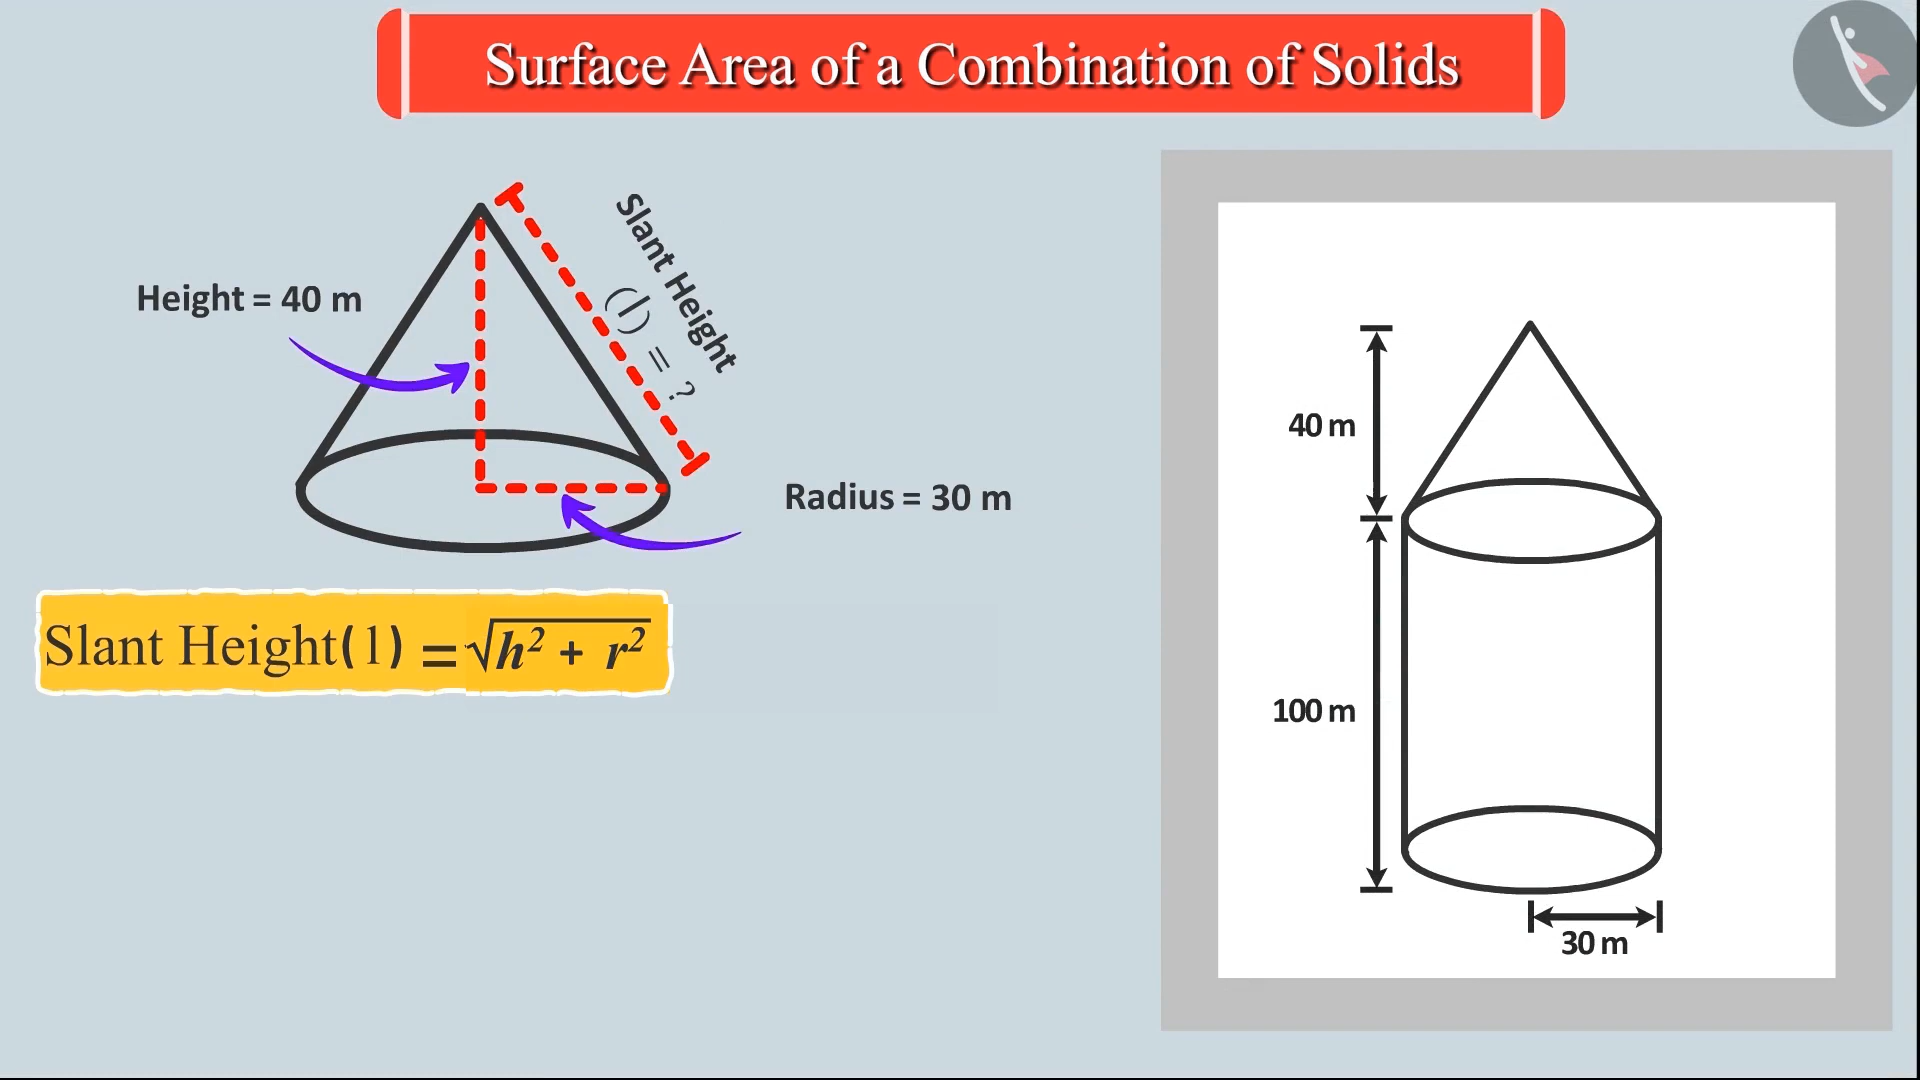 Surface Area of a Combination of Solids
Height = 40 m
Slant Height
(l) = ?
Radius = 30 m
Slant Height(l) = √h² + r²
40 m
100 m
30 m